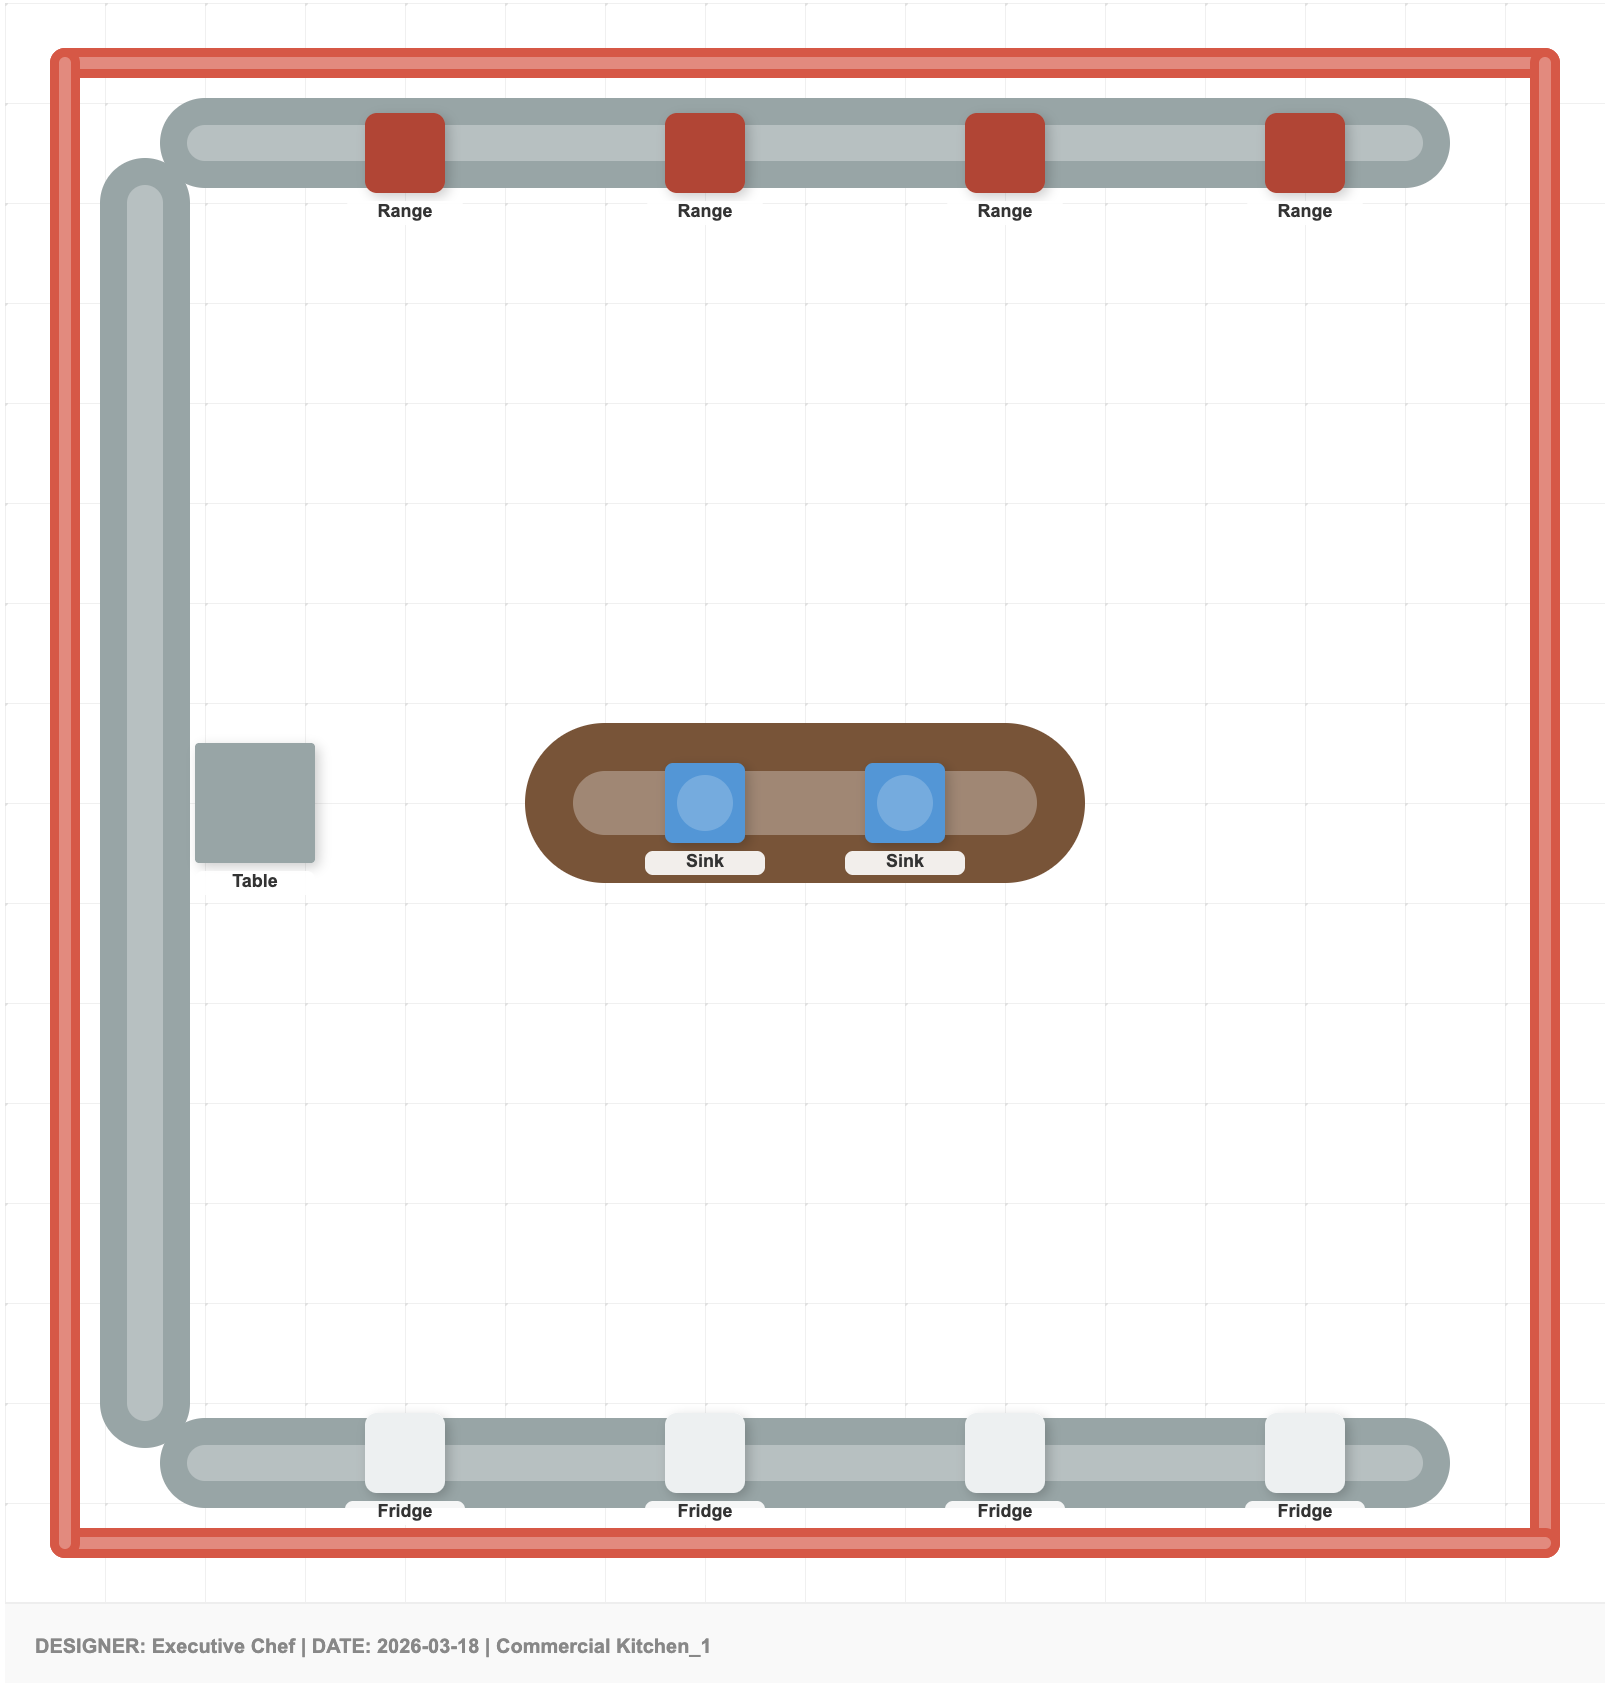 Range
Range
Range
Range
Table
Sink
Sink
Fridge
Fridge
Fridge
Fridge
DESIGNER: Executive Chef | DATE: 2026-03-18 | Commercial Kitchen_1